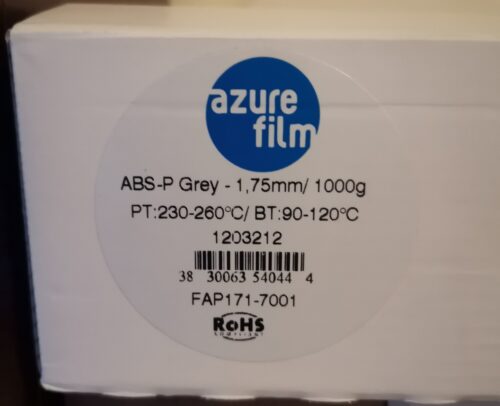 azure
film
ABS-P Grey - 1,75mm/ 1000g
PT:230-260°C/ BT:90-120°C
1203212
38 30063 54044 4
FAP171-7001
RoHS
COMPLIANT